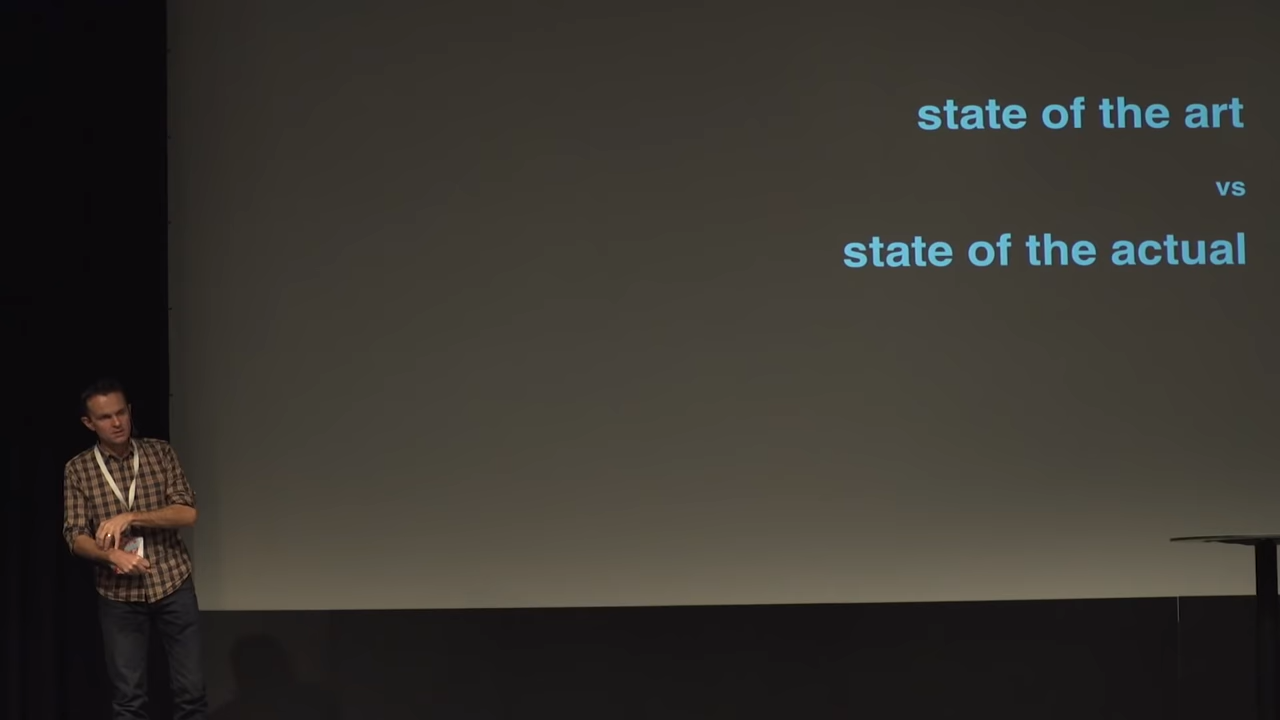 state of the art
vs
state of the actual